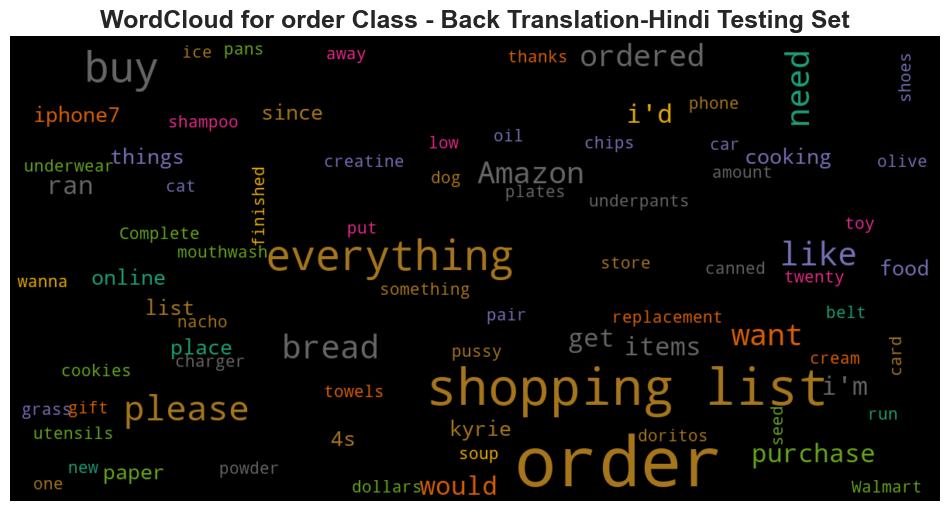 WordCloud for order Class - Back Translation-Hindi Testing Set
buy
ice
pans
away
thanks
ordered
need
shoes
iphone7
shampoo
since
i'd
phone
underwear
things
creatine
low
oil
chips
car
cooking
olive
ran
cat
finished
dog
Amazon
plates
underpants
amount
Complete
mouthwash
put
toy
everything
like
wanna
online
something
store
canned
twenty
food
list
nacho
pair
replacement
belt
place
charger
bread
pussy
get
items
want
cream
card
cookies
towels
shopping list
i'm
grass
gift
please
run
utensils
4s
kyrie
doritos
seed
new
paper
powder
soup
order
purchase
one
dollars
would
Walmart